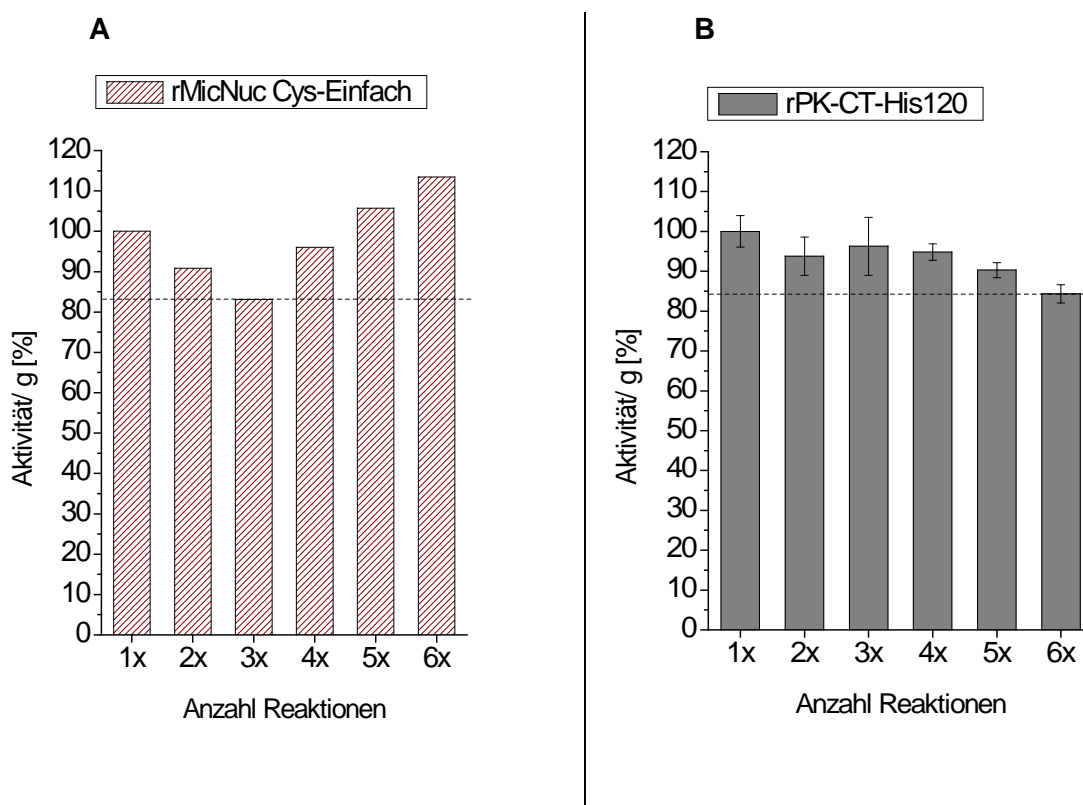 A
rMicNuc Cys-Einfach
120
110
100
90
80
70
60
50
40
30
20
10
0
Aktivität/ g [%]
1x 2x 3x 4x 5x 6x
Anzahl Reaktionen
B
rPK-CT-His120
120
110
100
90
80
70
60
50
40
30
20
10
0
Aktivität/ g [%]
1x 2x 3x 4x 5x 6x
Anzahl Reaktionen